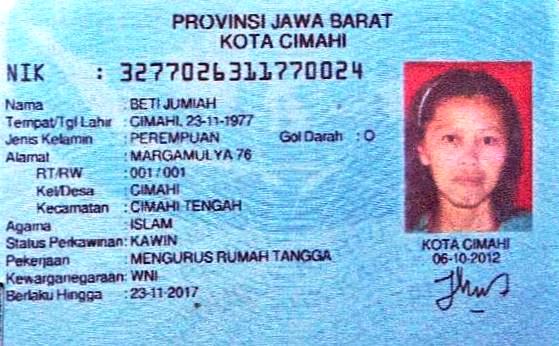 PROVINSI JAWA BARAT
KOTA CIMAHI
NIK : 3277026311770024
Nama : BETI JUMIAH
Tempat/Tgl Lahir : CIMAHI, 23-11-1977
Jenis Kelamin : PEREMPUAN Gol Darah : O
Alamat : MARGAMULYA 76
RT/RW : 001/001
Kel/Desa : CIMAHI
Kecamatan : CIMAHI TENGAH
Agama : ISLAM
Status Perkawinan: KAWIN
Pekerjaan : MENGURUS RUMAH TANGGA
Kewarganegaraan: WNI
Berlaku Hingga : 23-11-2017
KOTA CIMAHI
06-10-2012